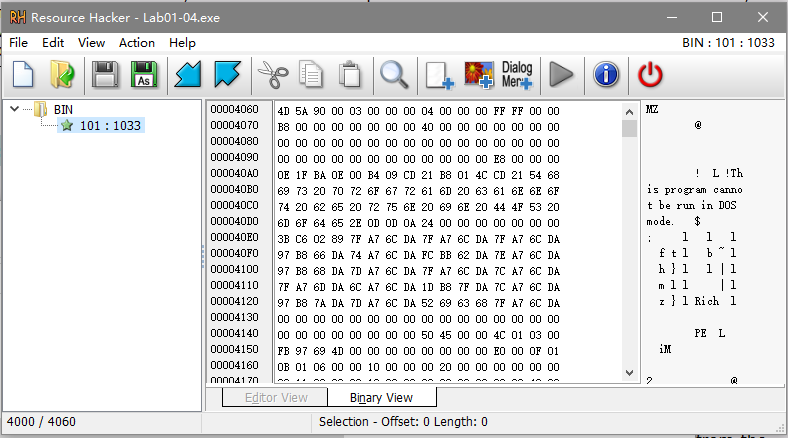 Resource Hacker - Lab01-04.exe
File Edit View Action Help BIN : 101 : 1033
As Dialog Menu
BIN
101 : 1033
00004060 4D 5A 90 00 03 00 00 00 04 00 00 00 FF FF 00 00 MZ
00004070 B8 00 00 00 00 00 00 00 40 00 00 00 00 00 00 00 @
00004080 00 00 00 00 00 00 00 00 00 00 00 00 00 00 00 00
00004090 00 00 00 00 00 00 00 00 00 00 00 00 E8 00 00 00
000040A0 0E 1F BA 0E 00 B4 09 CD 21 B8 01 4C CD 21 54 68 ! L !Th
000040B0 69 73 20 70 72 6F 67 72 61 6D 20 63 61 6E 6E 6F is program canno
000040C0 74 20 62 65 20 72 75 6E 20 69 6E 20 44 4F 53 20 t be run in DOS
000040D0 6D 6F 64 65 2E 0D 0D 0A 24 00 00 00 00 00 00 00 mode. $
000040E0 3B C6 02 89 7F A7 6C DA 7F A7 6C DA 7F A7 6C DA ; l l l
000040F0 97 B8 66 DA 74 A7 6C DA FC BB 62 DA 7E A7 6C DA f t l b ~ l
00004100 97 B8 68 DA 7D A7 6C DA 7F A7 6D DA 7C A7 6C DA h } l l | l
00004110 7F A7 6D DA 6C A7 6C DA 1D B8 7F DA 7C A7 6C DA m l l | l
00004120 97 B8 7A DA 7D A7 6C DA 52 69 63 68 7F A7 6C DA z } l Rich l
00004130 00 00 00 00 00 00 00 00 00 00 00 00 00 00 00 00
00004140 00 00 00 00 00 00 00 00 50 45 00 00 4C 01 03 00 PE L
00004150 FB 97 69 4D 00 00 00 00 00 00 00 00 E0 00 0F 01 iM
00004160 0B 01 06 00 00 10 00 00 00 20 00 00 00 00 00 00
00004170
Editor View Binary View
4000 / 4060 Selection - Offset: 0 Length: 0